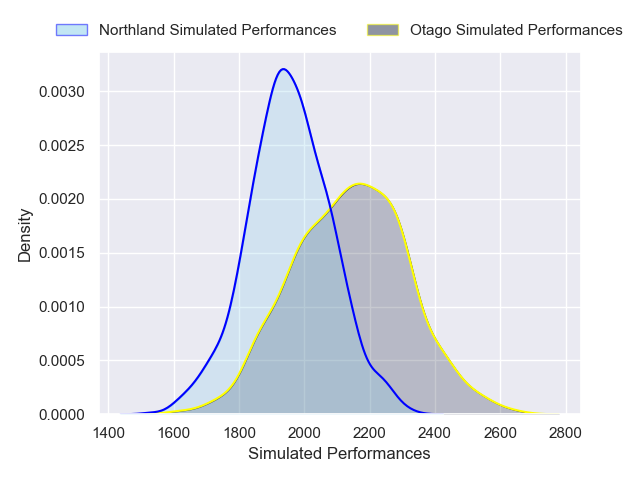 Northland Simulated Performances
Otago Simulated Performances
0.0030
0.0025
0.0020
0.0015
0.0010
0.0005
0.0000
Density
1400 1600 1800 2000 2200 2400 2600 2800
Simulated Performances